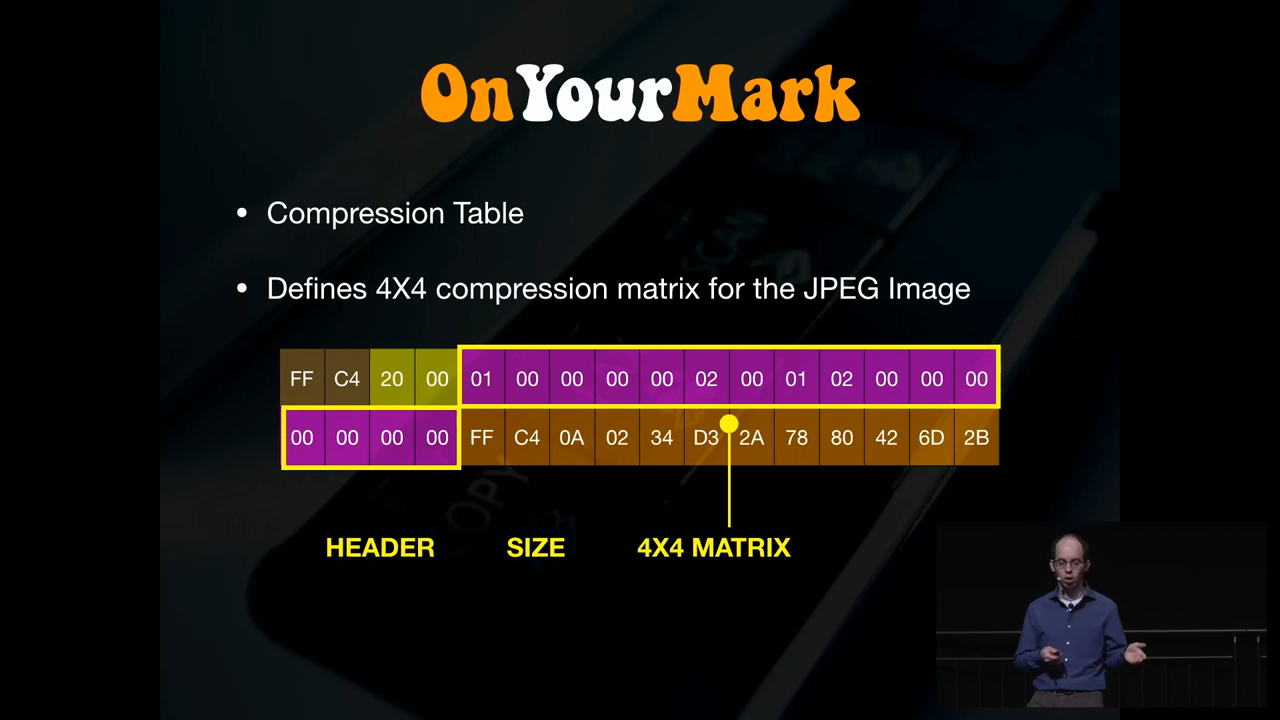 OnYourMark
• Compression Table
• Defines 4X4 compression matrix for the JPEG Image
FF C4 20 00 01 00 00 00 00 02 00 01 02 00 00 00
00 00 00 00 FF C4 0A 02 34 D3 2A 78 80 42 6D 2B
HEADER SIZE 4X4 MATRIX
SCAN
COPY